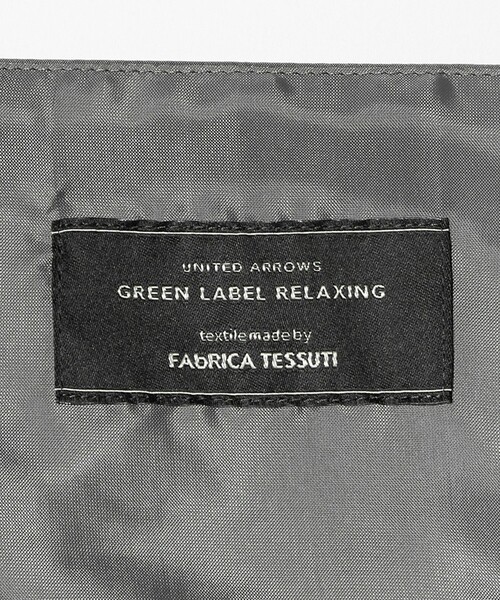 UNITED ARROWS
GREEN LABEL RELAXING
textile made by
FAbRICA TESSUTI